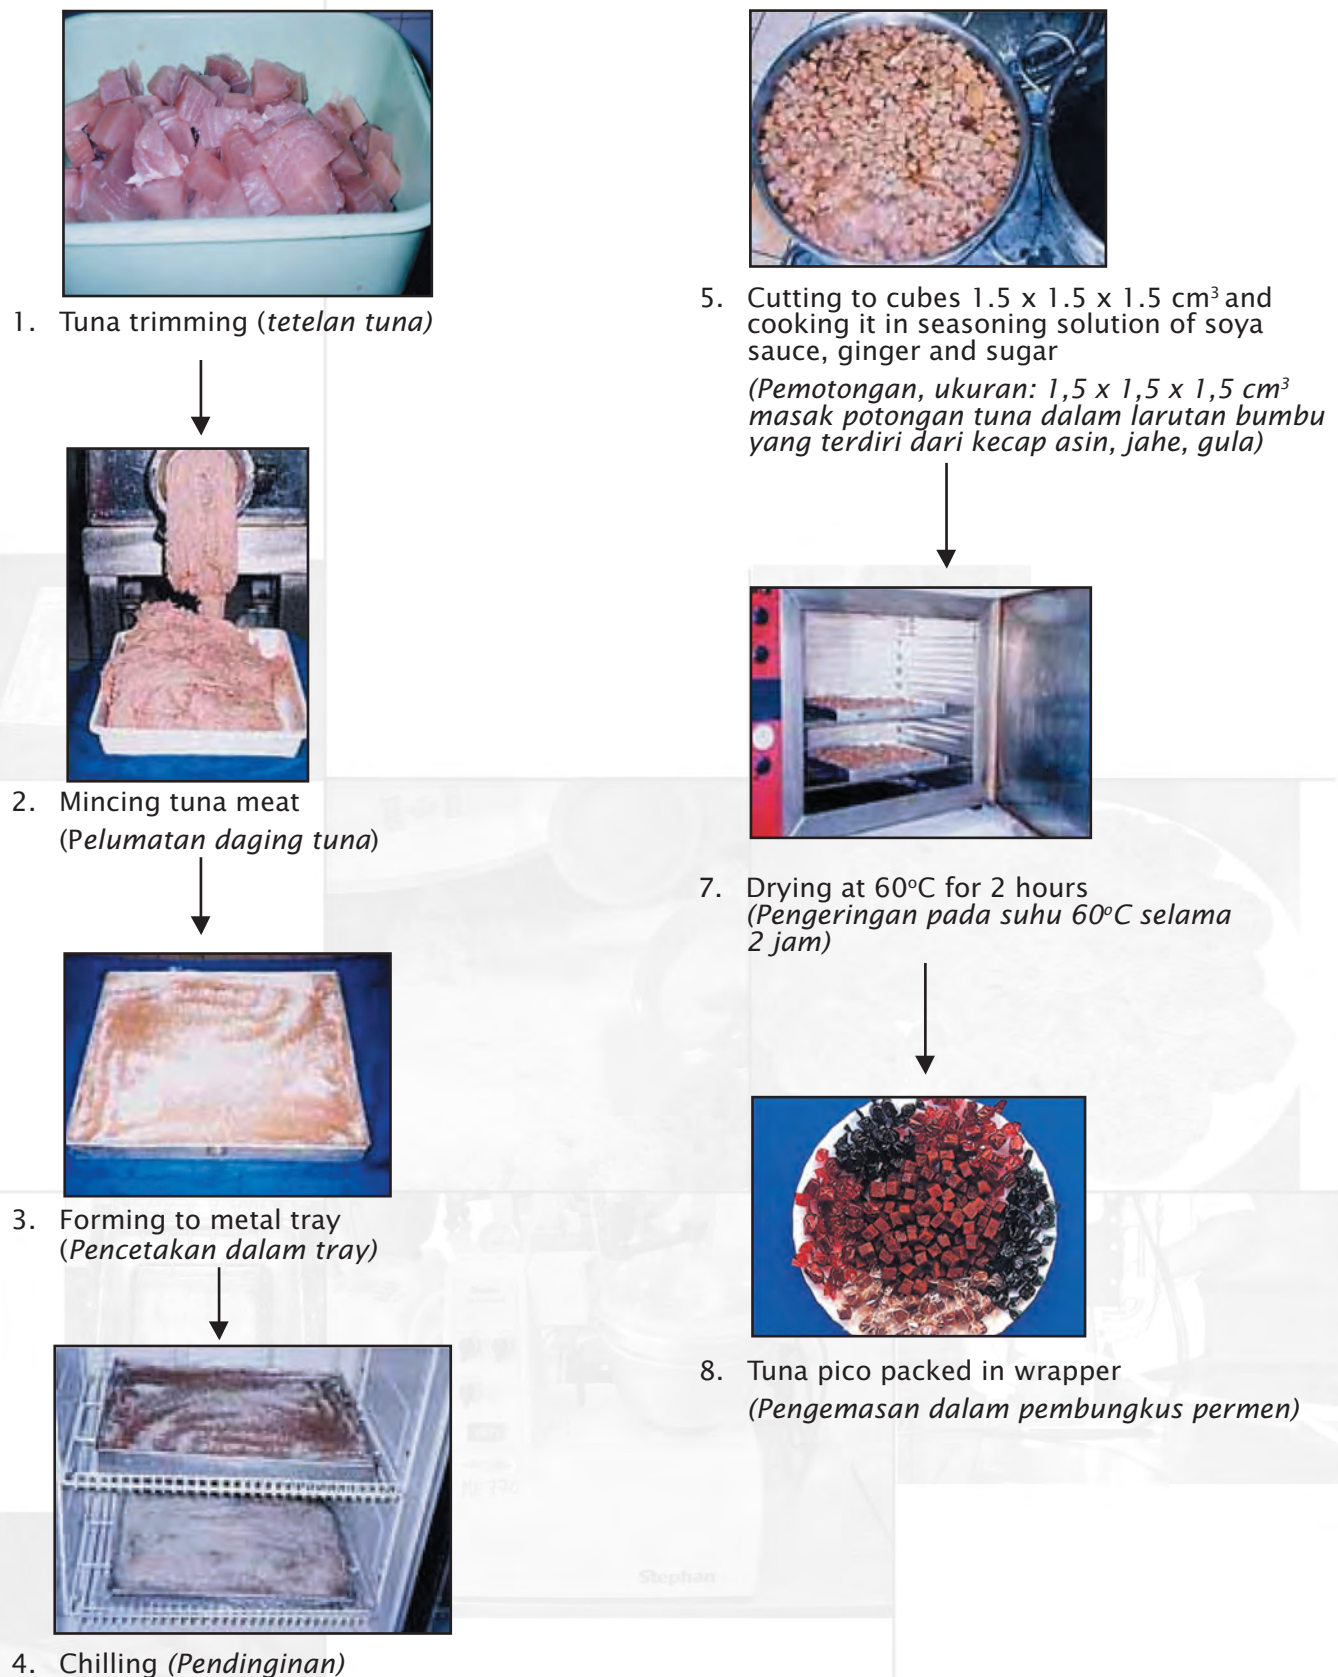 1. Tuna trimming (tetelan tuna)
2. Mincing tuna meat
(Pelumatan daging tuna)
3. Forming to metal tray
(Pencetakan dalam tray)
4. Chilling (Pendinginan)
5. Cutting to cubes 1.5 x 1.5 x 1.5 cm³ and
cooking it in seasoning solution of soya
sauce, ginger and sugar
(Pemotongan, ukuran: 1,5 x 1,5 x 1,5 cm³
masak potongan tuna dalam larutan bumbu
yang terdiri dari kecap asin, jahe, gula)
7. Drying at 60°C for 2 hours
(Pengeringan pada suhu 60°C selama
2 jam)
8. Tuna pico packed in wrapper
(Pengemasan dalam pembungkus permen)
Stephan